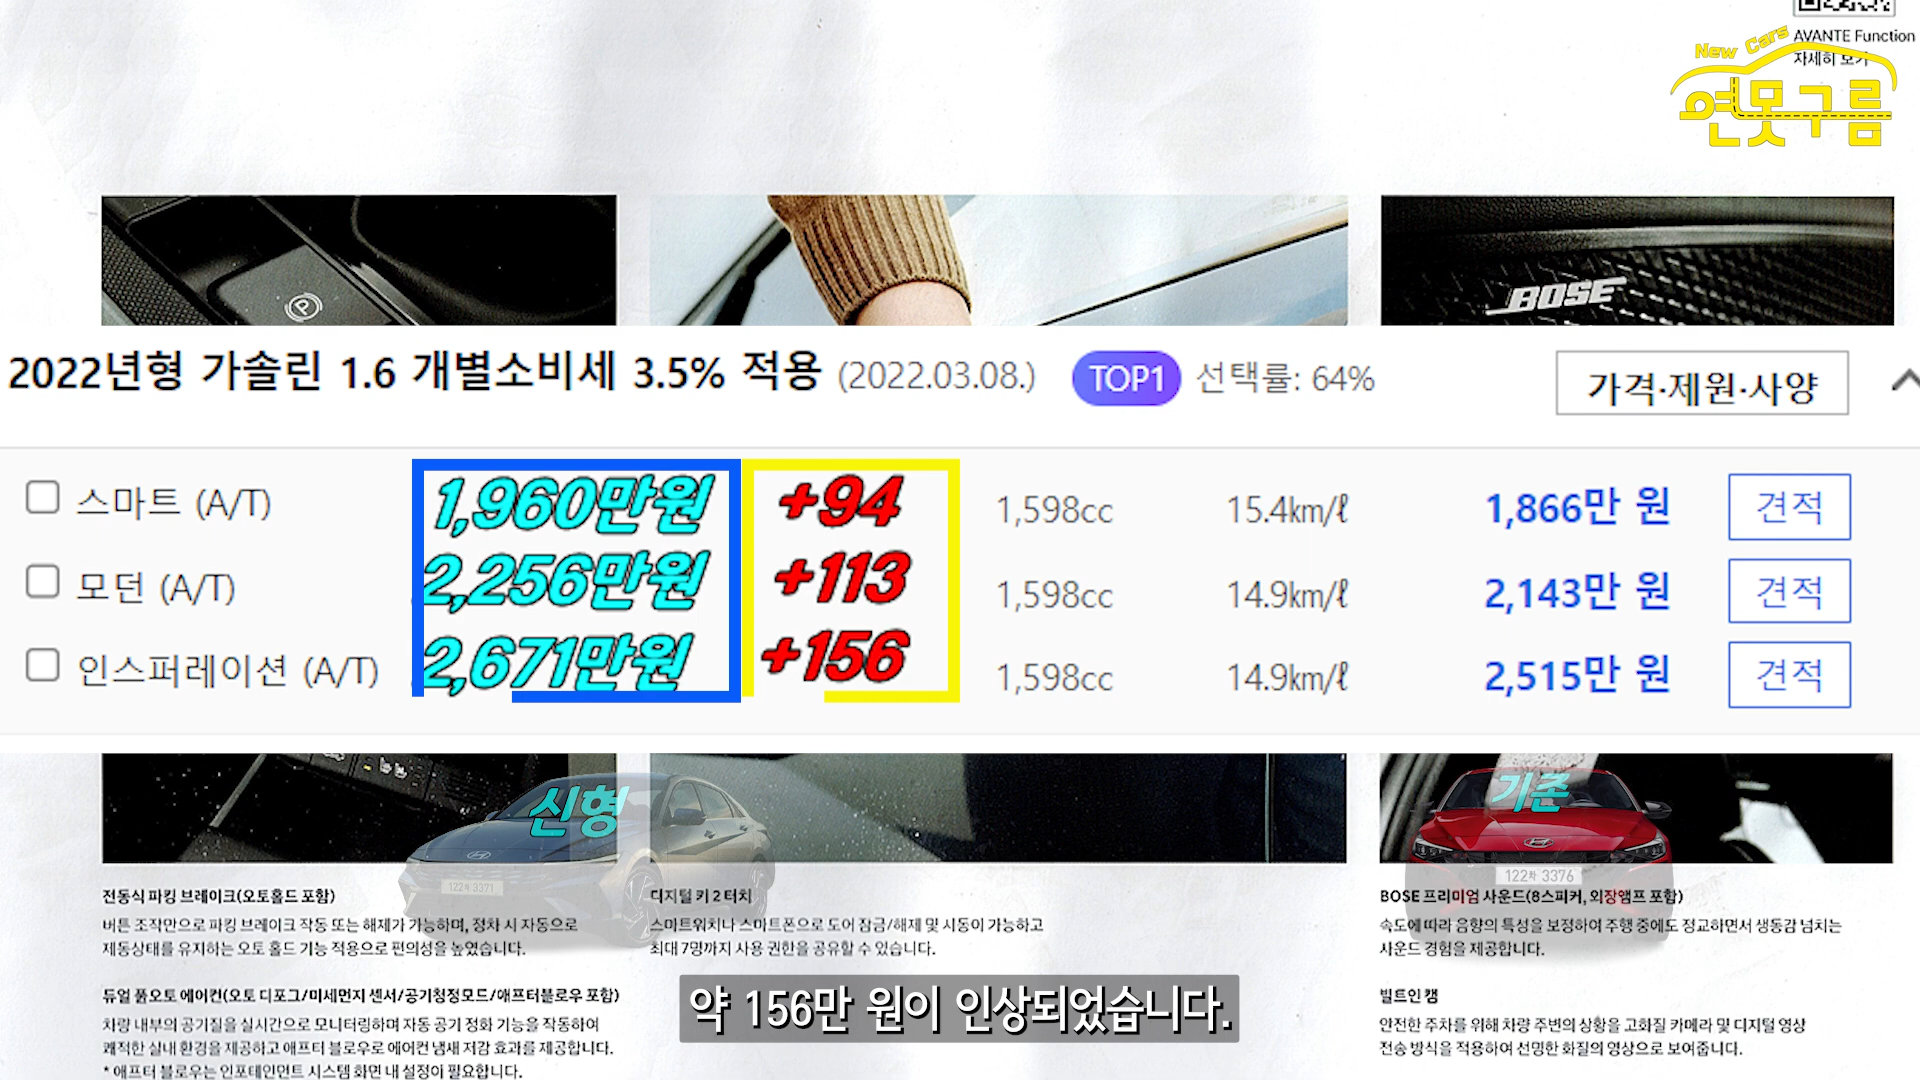 AVANTE Function
자세히 보기
New Cars
연못구름
BOSE
2022년형 가솔린 1.6 개별소비세 3.5% 적용 (2022.03.08.) TOP1 선택률: 64% 가격·제원·사양
스마트 (A/T) 1,960만원 +94 1,598cc 15.4km/ℓ 1,866만 원 견적
모던 (A/T) 2,256만원 +113 1,598cc 14.9km/ℓ 2,143만 원 견적
인스퍼레이션 (A/T) 2,671만원 +156 1,598cc 14.9km/ℓ 2,515만 원 견적
신형
기존
122 3371
122 3376
전동식 파킹 브레이크(오토홀드 포함)
버튼 조작만으로 파킹 브레이크 작동 또는 해제가 가능하며, 정차 시 자동으로
제동상태를 유지하는 오토 홀드 기능 적용으로 편의성을 높였습니다.
듀얼 풀오토 에어컨(오토 디포그/미세먼지 센서/공기청정모드/애프터블로우 포함)
차량 내부의 공기질을 실시간으로 모니터링하며 자동 공기 정화 기능을 작동하여
쾌적한 실내 환경을 제공하고 애프터 블로우로 에어컨 냄새 저감 효과를 제공합니다.
* 애프터 블로우는 인포테인먼트 시스템 화면 내 설정이 필요합니다.
디지털 키 2 터치
스마트워치나 스마트폰으로 도어 잠금/해제 및 시동이 가능하고
최대 7명까지 사용 권한을 공유할 수 있습니다.
BOSE 프리미엄 사운드(8스피커, 외장앰프 포함)
속도에 따라 음향의 특성을 보정하여 주행 중에도 정교하면서 생동감 넘치는
사운드 경험을 제공합니다.
빌트인 캠
안전한 주차를 위해 차량 주변의 상황을 고화질 카메라 및 디지털 영상
전송 방식을 적용하여 선명한 화질의 영상으로 보여줍니다.
약 156만 원이 인상되었습니다.